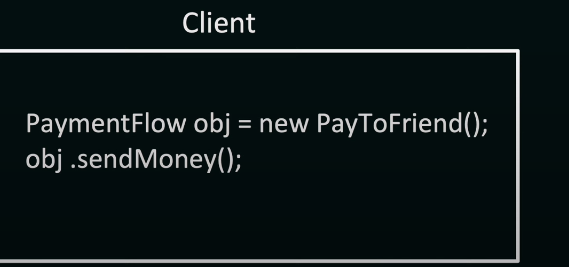 Client
PaymentFlow obj = new PayToFriend();
obj .sendMoney();